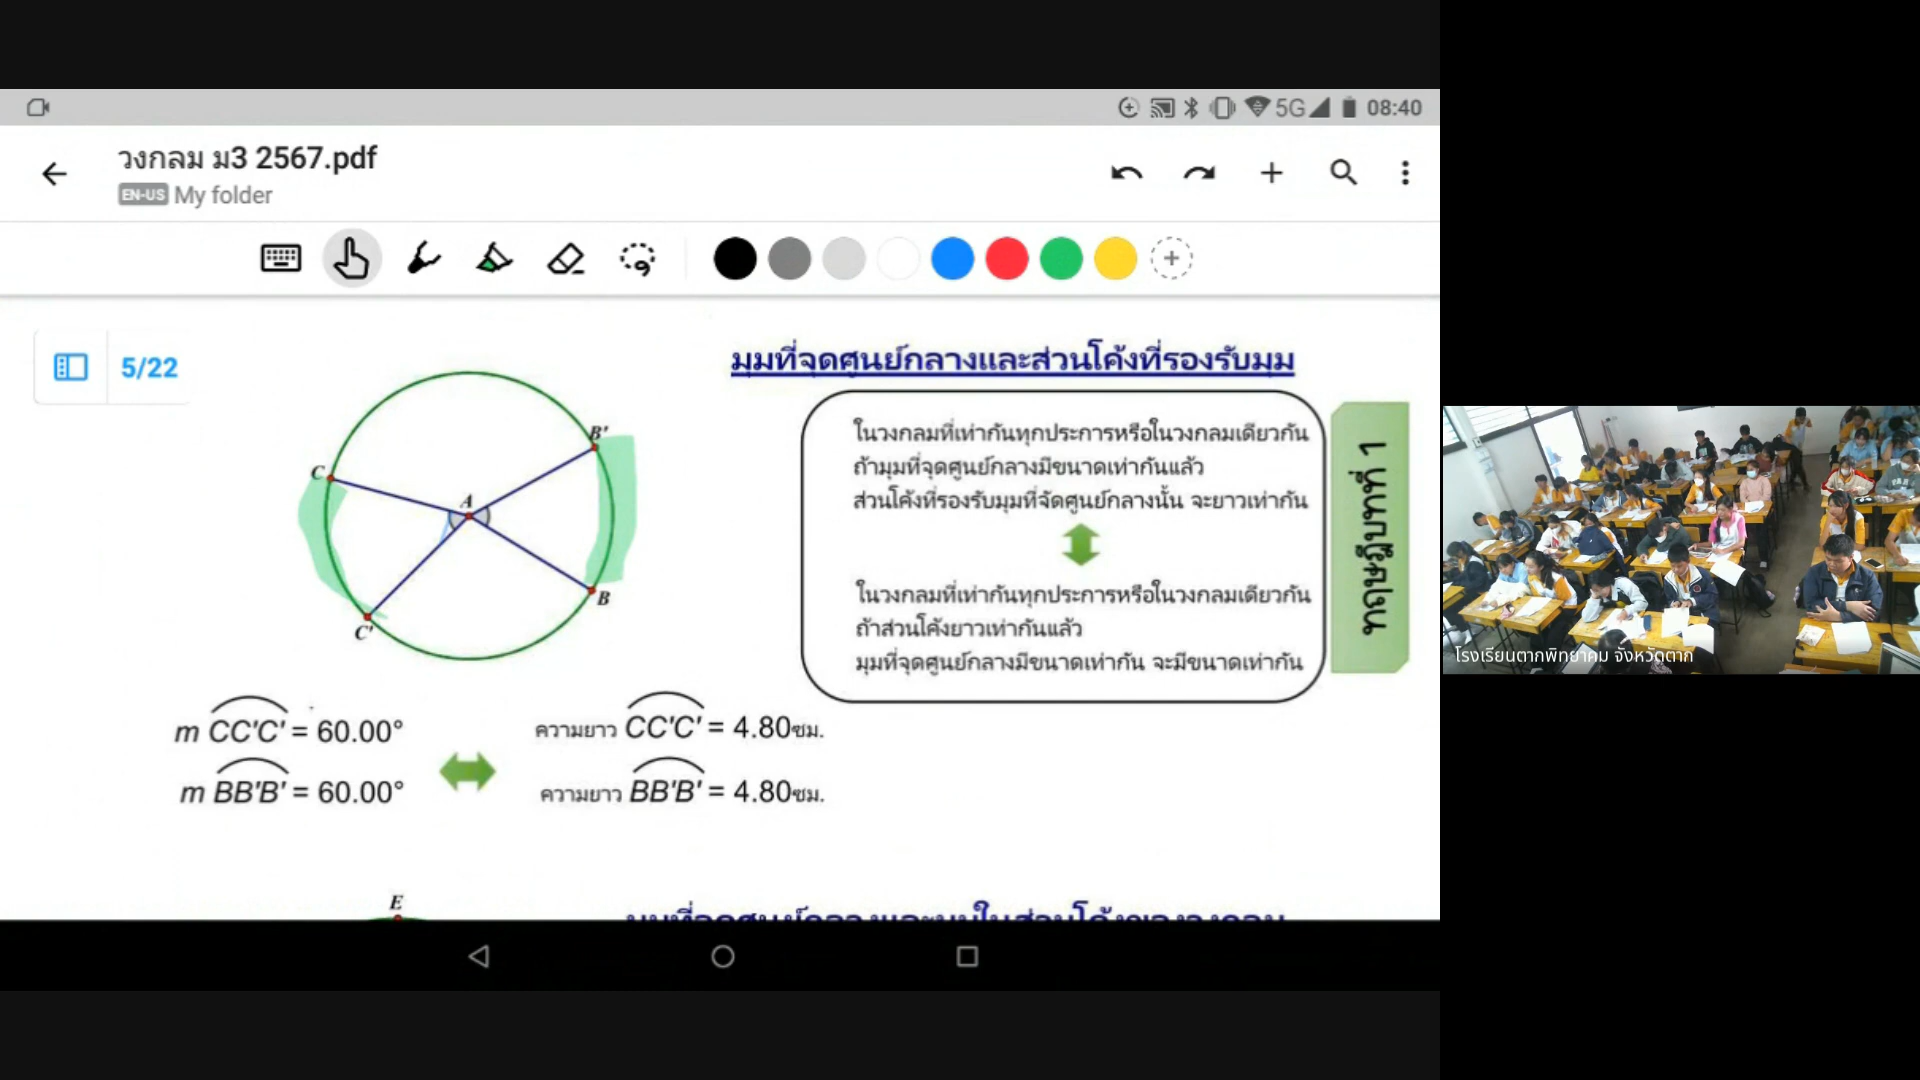 5G 08:40
วงกลม ม3 2567.pdf
EN-US My folder
5/22
มุมที่จุดศูนย์กลางและส่วนโค้งที่รองรับมุม
ในวงกลมที่เท่ากันทุกประการหรือในวงกลมเดียวกัน
ถ้ามุมที่จุดศูนย์กลางมีขนาดเท่ากันแล้ว
ส่วนโค้งที่รองรับมุมที่จัดศูนย์กลางนั้น จะยาวเท่ากัน
ในวงกลมที่เท่ากันทุกประการหรือในวงกลมเดียวกัน
ถ้าส่วนโค้งยาวเท่ากันแล้ว
มุมที่จุดศูนย์กลางมีขนาดเท่ากัน จะมีขนาดเท่ากัน
ทฤษฎีบทที่ 1
B'
C
A
B
C'
m CC'C' = 60.00°
ความยาว CC'C' = 4.80ซม.
m BB'B' = 60.00°
ความยาว BB'B' = 4.80ซม.
E
โรงเรียนตากพิทยาคม จังหวัดตาก